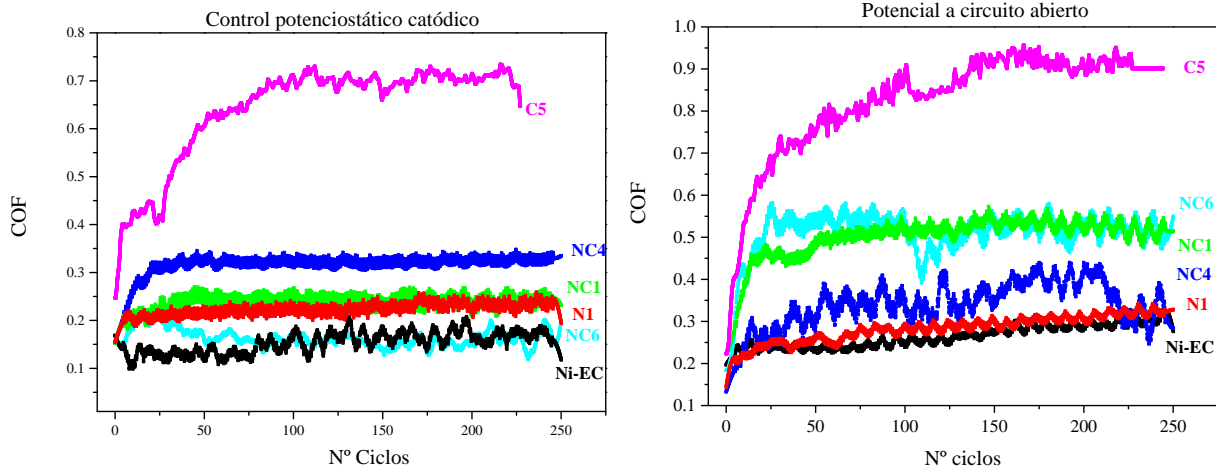 Control potenciostático catódico
0.8
0.7
0.6
0.5
0.4
0.3
0.2
0.1
COF
C5
NC4
NC1
N1
NC6
Ni-EC
0
50
100
150
200
250
Nº Ciclos
Potencial a circuito abierto
1.0
0.9
0.8
0.7
0.6
0.5
0.4
0.3
0.2
0.1
COF
C5
NC6
NC1
NC4
N1
Ni-EC
0
50
100
150
200
250
Nº ciclos